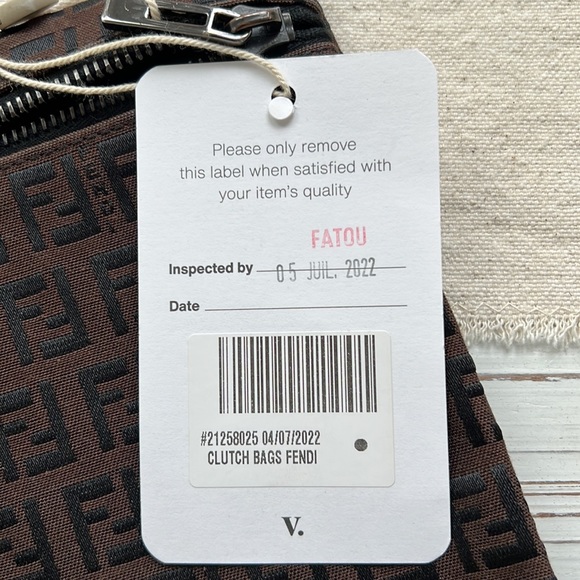 Please only remove
this label when satisfied with
your item's quality
FATOU
Inspected by 05 JUIL. 2022
Date
#21258025 04/07/2022
CLUTCH BAGS FENDI
V.